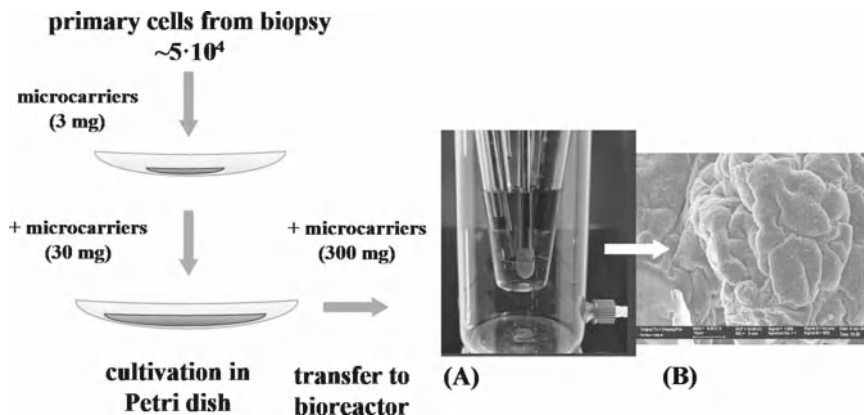 primary cells from biopsy
~5·10⁴
microcarriers
(3 mg)
+ microcarriers
(30 mg)
+ microcarriers
(300 mg)
cultivation in
Petri dish
transfer to
bioreactor
(A)
(B)